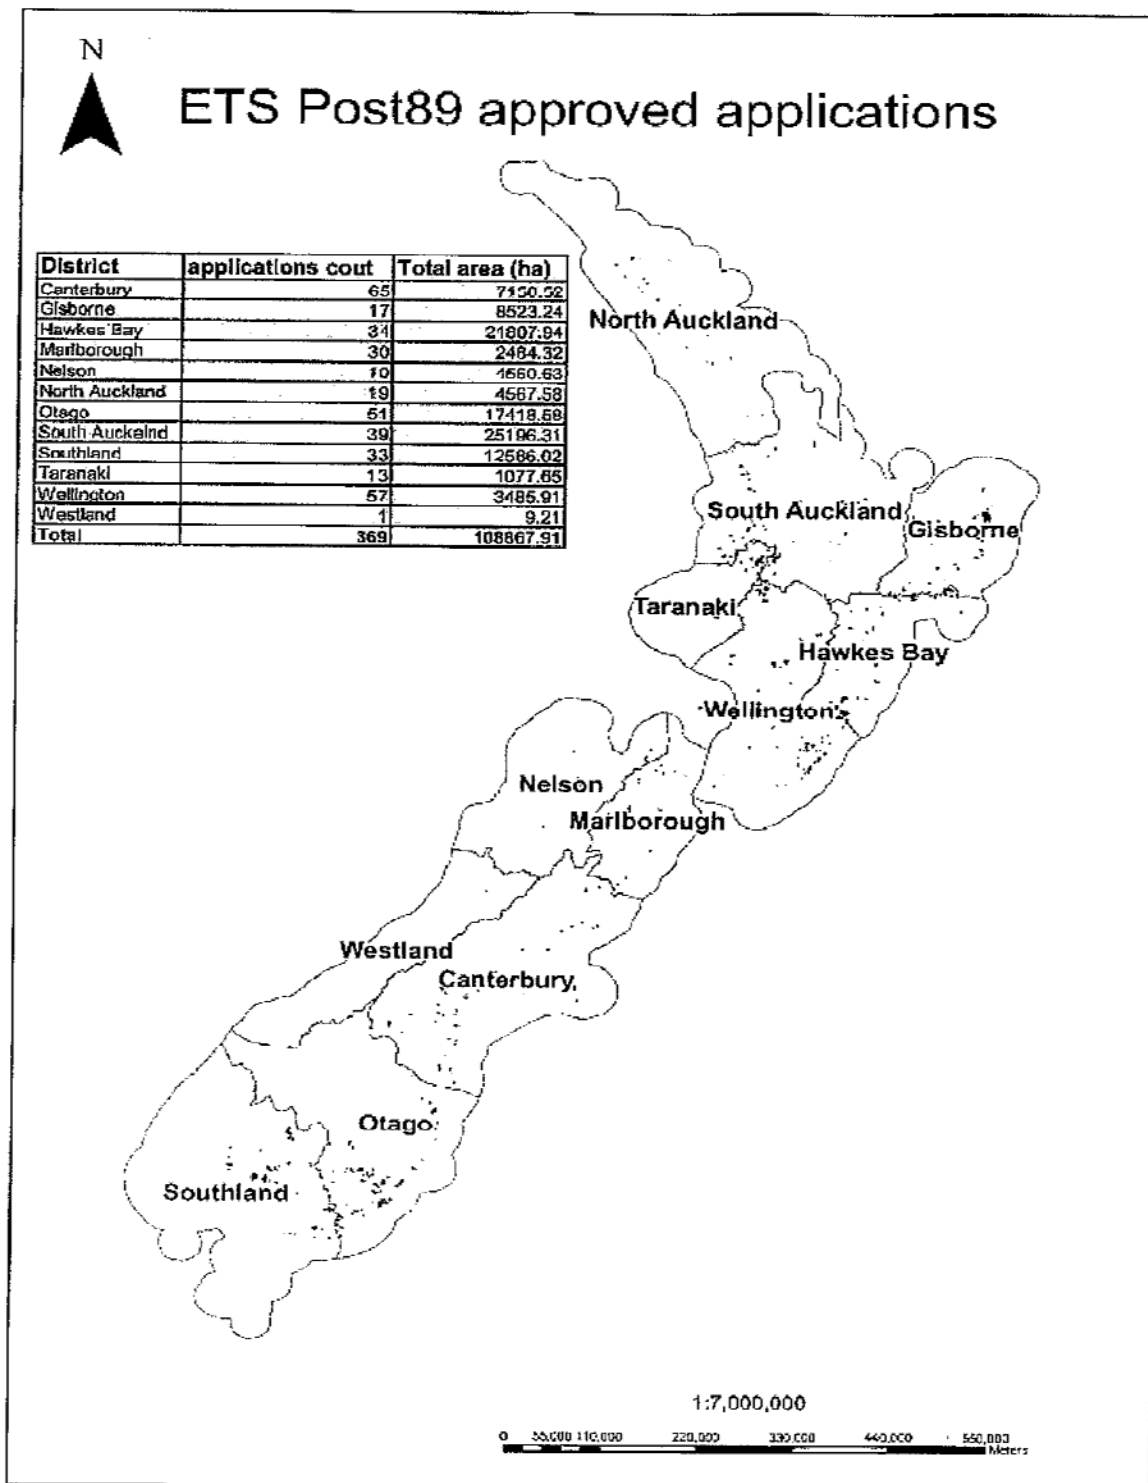 N
ETS Post89 approved applications
District applications cout Total area (ha)
Canterbury 65 7150.52
Gisborne 17 8523.24
Hawkes Bay 34 21807.94
Marlborough 30 2484.32
Nelson 10 4560.63
North Auckland 19 4567.58
Otago 51 17418.58
South Auckalnd 39 25196.31
Southland 33 12586.02
Taranaki 13 1077.65
Wellington 57 3485.91
Westland 1 9.21
Total 369 108867.91
North Auckland
South Auckland
Gisborne
Taranaki
Hawkes Bay
Wellington
Nelson
Marlborough
Westland
Canterbury
Otago
Southland
1:7,000,000
0 55,000 110,000 220,000 330,000 440,000 550,000
Meters